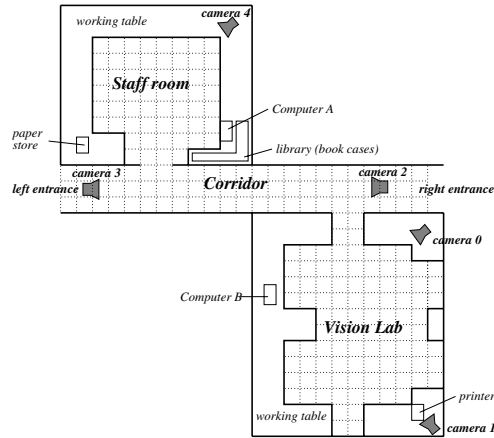 camera 4
working table
Staff room
Computer A
paper
store
library (book cases)
camera 3
camera 2
left entrance
Corridor
right entrance
camera 0
Computer B
Vision Lab
printer
working table
camera 1